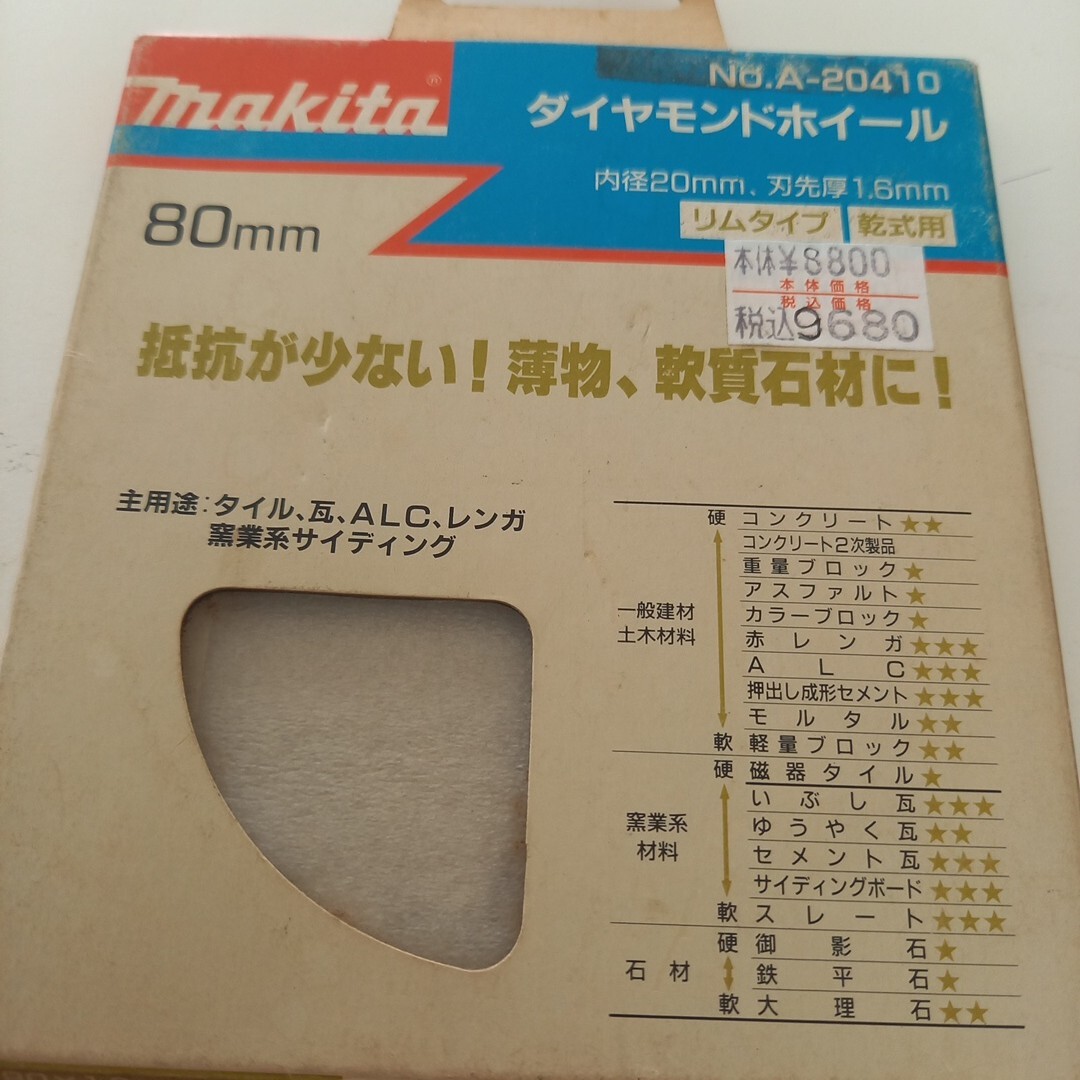 makita®
No.A-20410
ダイヤモンドホイール
内径20mm、刃先厚1.6mm
リムタイプ 乾式用
80mm
本体¥8800
本体価格
税込価格
税込9680
抵抗が少ない!薄物、軟質石材に!
主用途:タイル、瓦、ALC、レンガ
窯業系サイディング
一般建材
土木材料
硬 コンクリート★★
コンクリート2次製品
重量ブロック★
アスファルト★
カラーブロック★
赤レンガ★★★
ALC★★★
押出し成形セメント★★★
モルタル★★
軟 軽量ブロック★★
窯業系
材料
硬 磁器タイル★
いぶし瓦★★★
ゆうやく瓦★★
セメント瓦★★★
サイディングボード★★★
軟 スレート★★★
石材
硬 御影石★
鉄平石★
軟 大理石★★